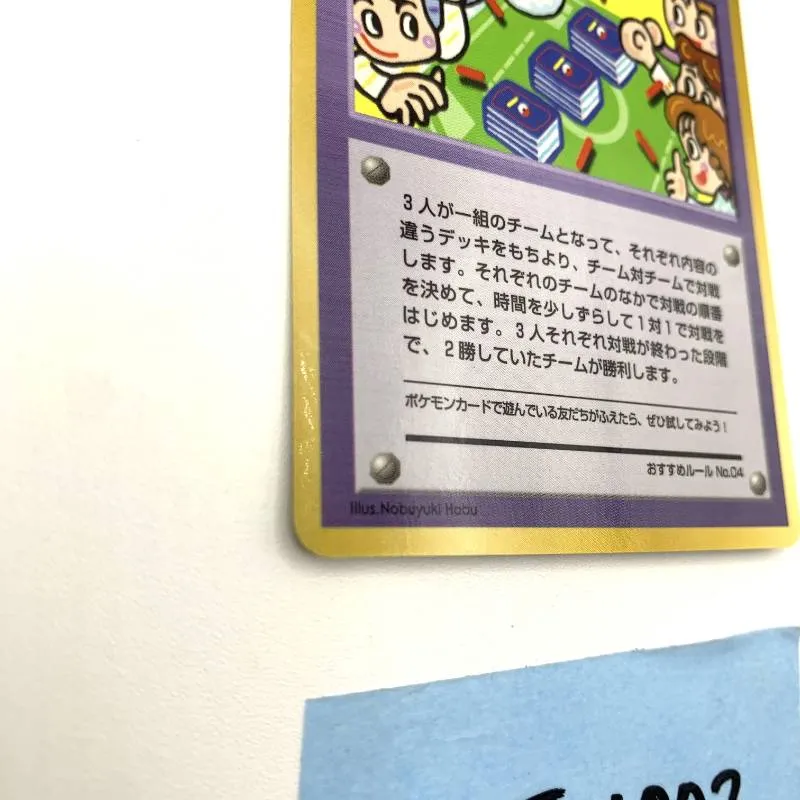 3人が一組のチームとなって、それぞれ内容の
違うデッキをもちより、チーム対チームで対戦
します。それぞれのチームのなかで対戦の順番
を決めて、時間を少しずらして1対1で対戦を
はじめます。3人それぞれ対戦が終わった段階
で、2勝していたチームが勝利します。
ポケモンカードで遊んでいる友だちがふえたら、ぜひ試してみよう!
おすすめルール No.04
Illus.Nobuyuki Habu